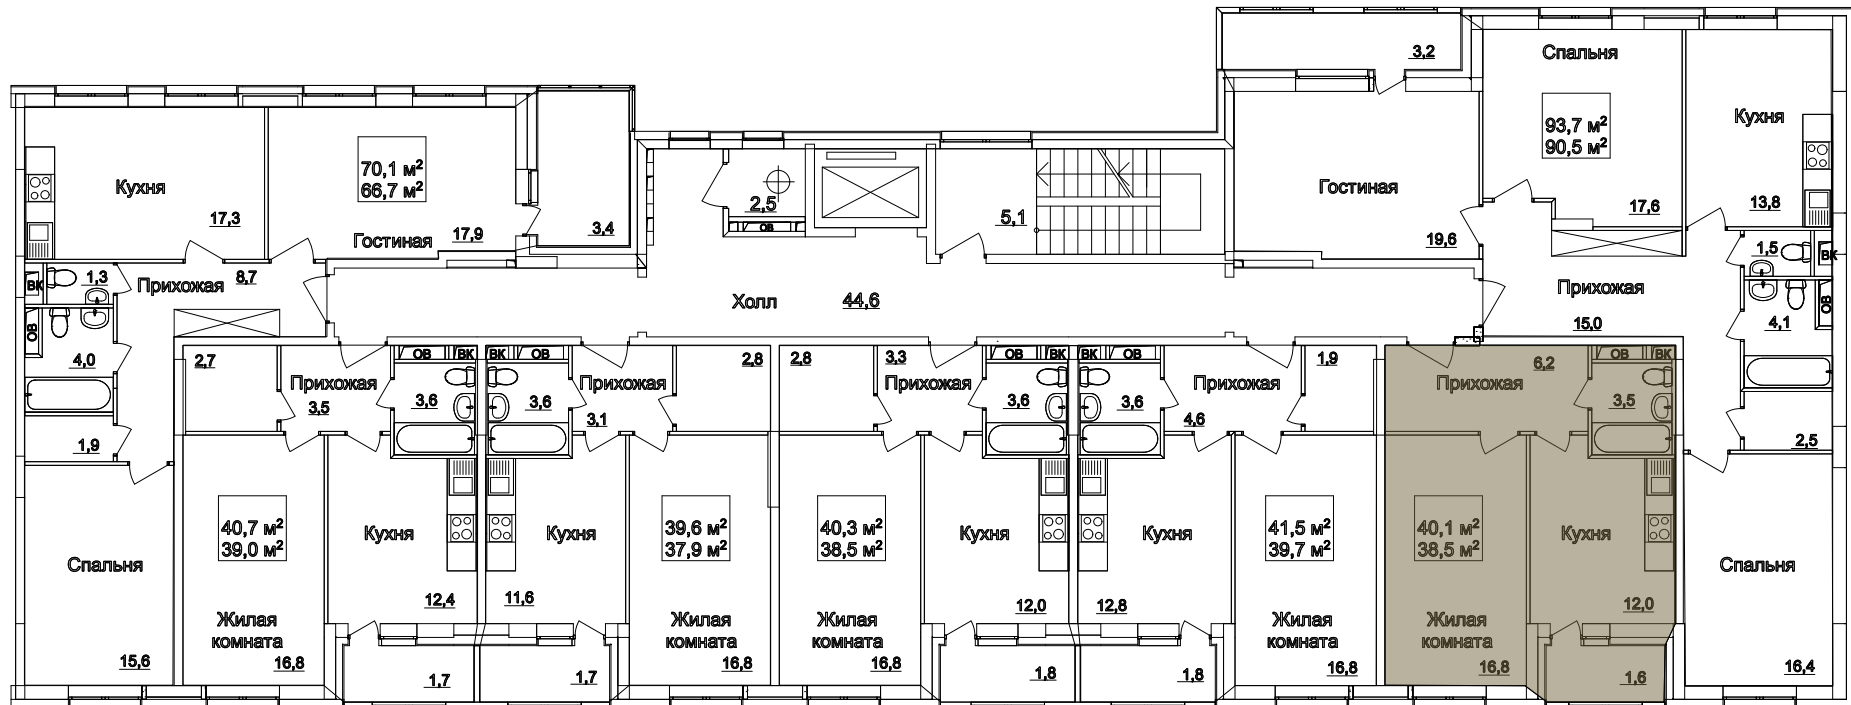 3,2
Спальня
93,7 м²
90,5 м²
Кухня
17,6
13,8
70,1 м²
66,7 м²
Кухня
17,3
Гостиная
17,9
3,4
2,5
ОВ
5,1
Гостиная
19,6
1,5
ВК
ВК
1,3
Прихожая
8,7
Холл
44,6
Прихожая
15,0
4,1
ОВ
ОВ
4,0
1,9
2,7
Прихожая
3,5
ОВ
ВК
3,6
ВК
ОВ
3,6
Прихожая
3,1
2,8
2,8
3,3
Прихожая
ОВ
ВК
3,6
ВК
ОВ
3,6
Прихожая
4,6
1,9
Прихожая
6,2
ОВ
ВК
3,5
2,5
Спальня
15,6
40,7 м²
39,0 м²
Жилая
комната
16,8
Кухня
12,4
1,7
Кухня
11,6
1,7
39,6 м²
37,9 м²
Жилая
комната
16,8
40,3 м²
38,5 м²
Жилая
комната
16,8
Кухня
12,0
1,8
Кухня
12,8
1,8
41,5 м²
39,7 м²
Жилая
комната
16,8
40,1 м²
38,5 м²
Жилая
комната
16,8
Кухня
12,0
1,6
Спальня
16,4